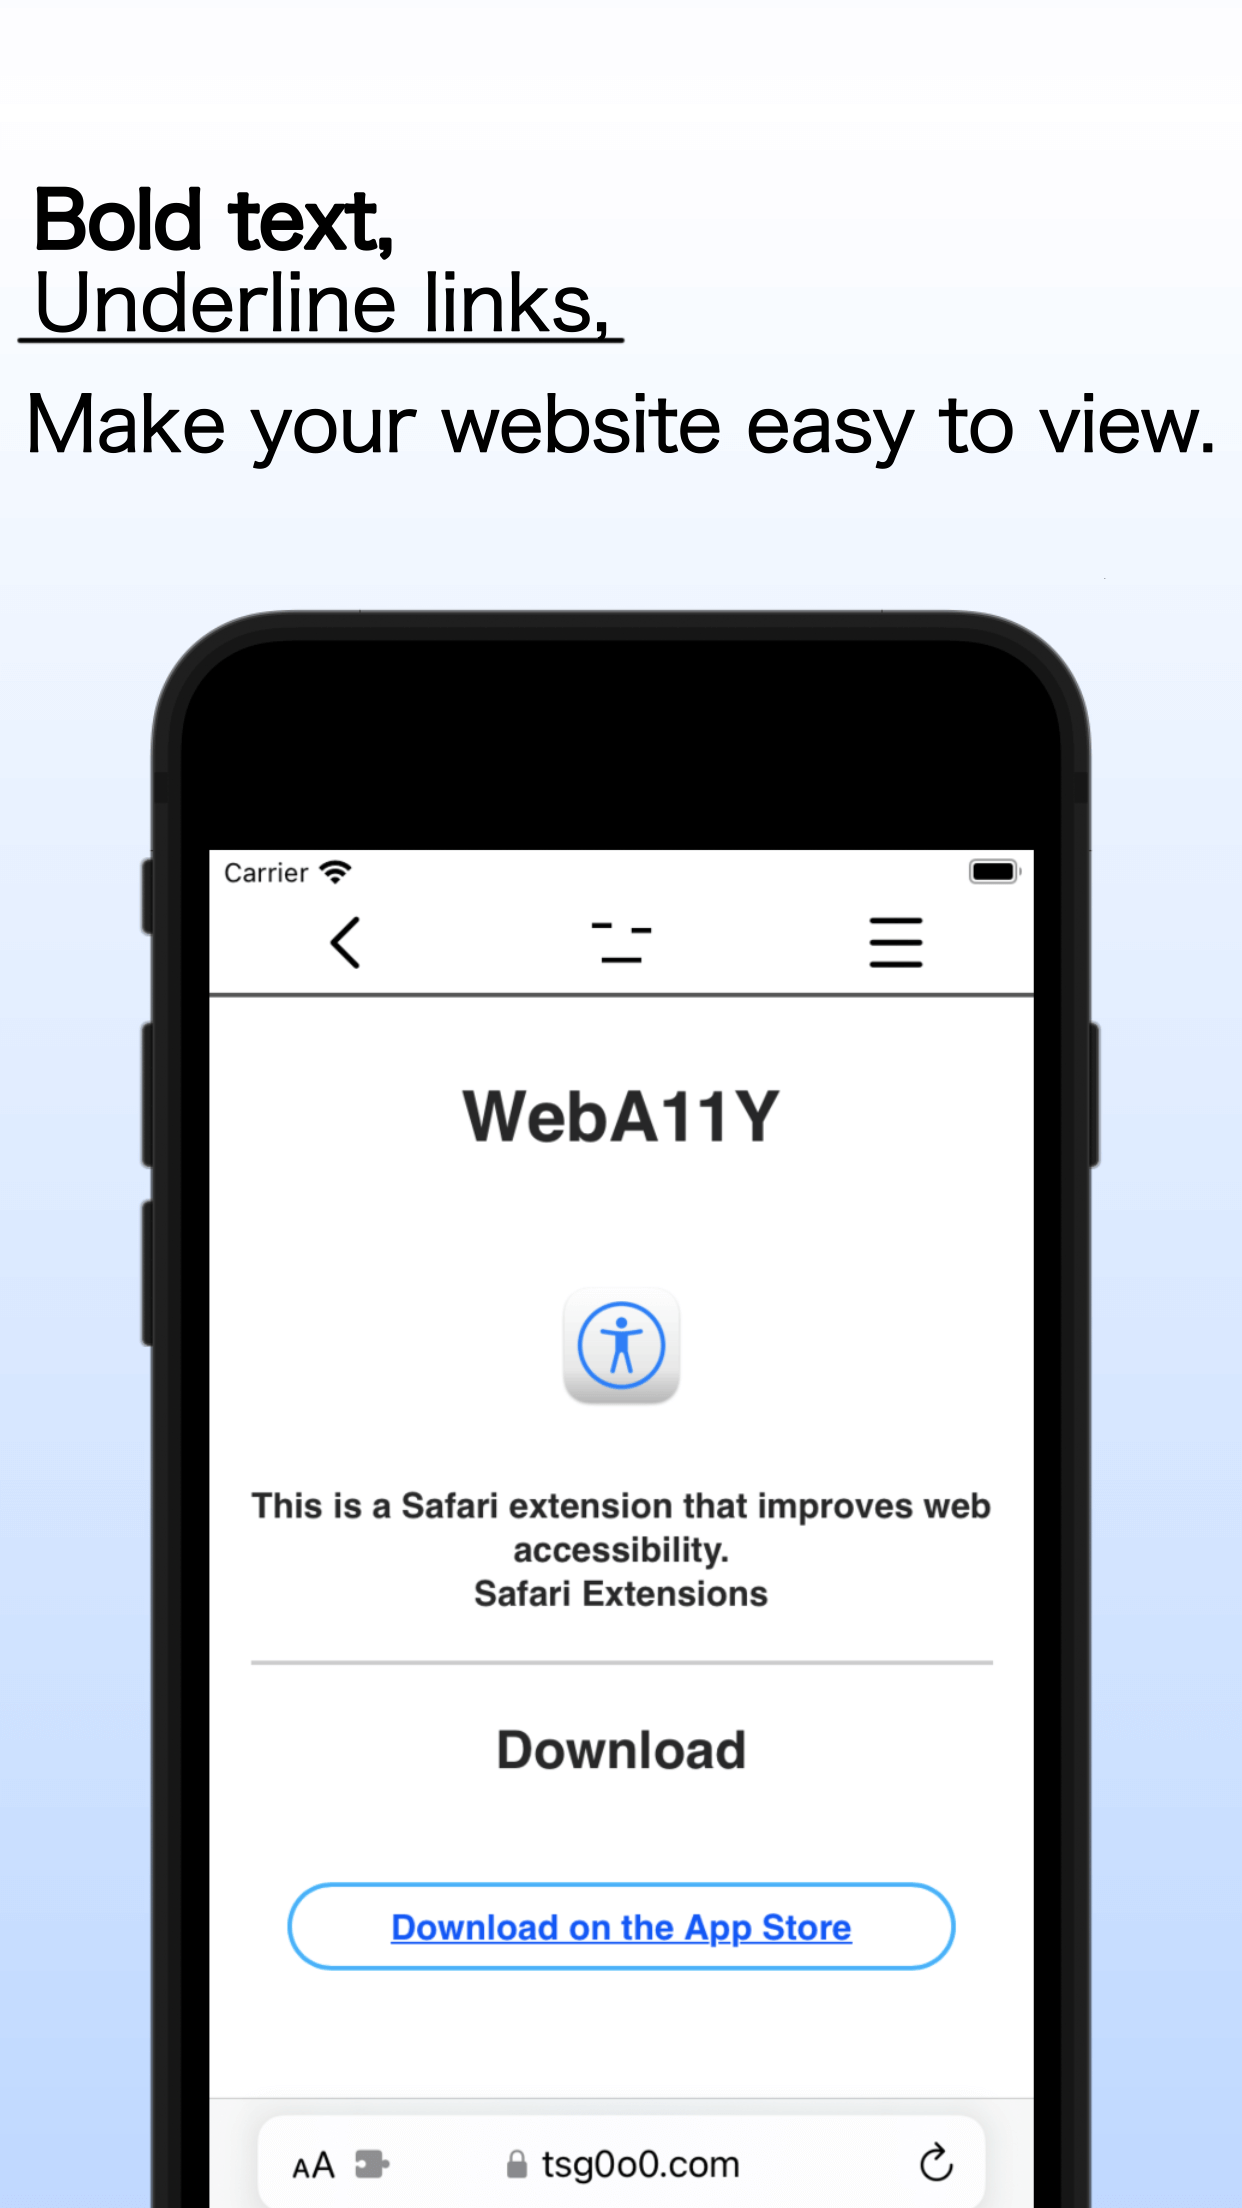 Bold text,
Underline links,
Make your website easy to view.
Carrier
WebA11Y
This is a Safari extension that improves web
accessibility.
Safari Extensions
Download
Download on the App Store
AA tsg0o0.com